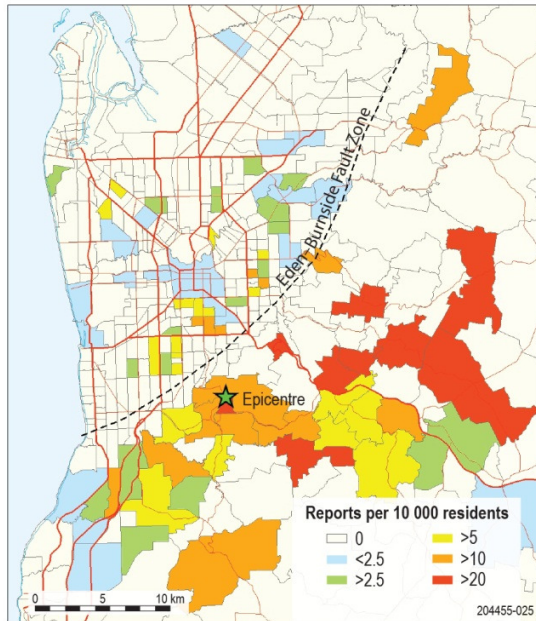 Eden-Burnside Fault Zone
Epicentre
Reports per 10 000 residents
0
<2.5
>2.5
>5
>10
>20
0 5 10 km
204455-025